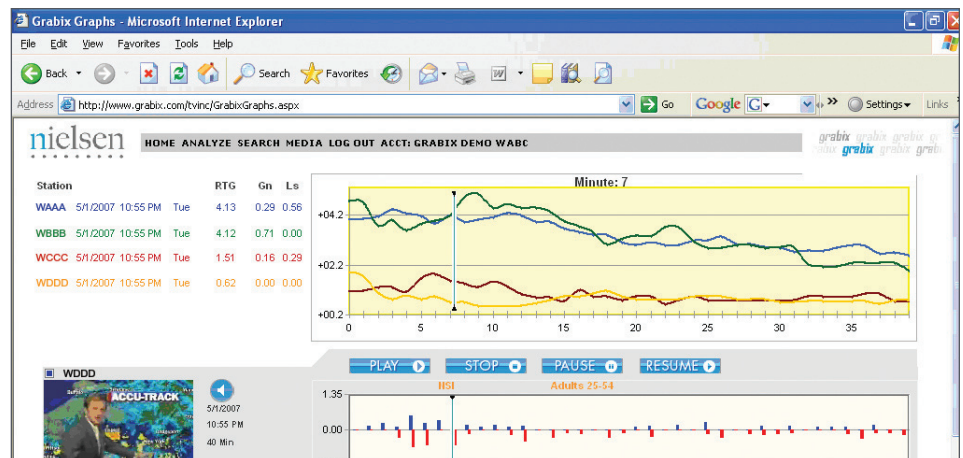 Grabix Graphs - Microsoft Internet Explorer
File Edit View Favorites Tools Help
Back Search Favorites
Address http://www.grabix.com/tvinc/GrabixGraphs.aspx Go Google G Settings Links
nielsen HOME ANALYZE SEARCH MEDIA LOG OUT ACCT: GRABIX DEMO WABC
grabix grabix grabix
grabix grabix
Station RTG Gn Ls
WAAA 5/1/2007 10:55 PM Tue 4.13 0.29 0.56
WBBB 5/1/2007 10:55 PM Tue 4.12 0.71 0.00
WCCC 5/1/2007 10:55 PM Tue 1.51 0.16 0.29
WDDD 5/1/2007 10:55 PM Tue 0.62 0.00 0.00
Minute: 7
+04.2
+02.2
+00.2
0 5 10 15 20 25 30 35
PLAY STOP PAUSE RESUME
WDDD
ACCU-TRACK
5/1/2007
10:55 PM
40 Min
HSI Adults 25-54
1.35
0.00